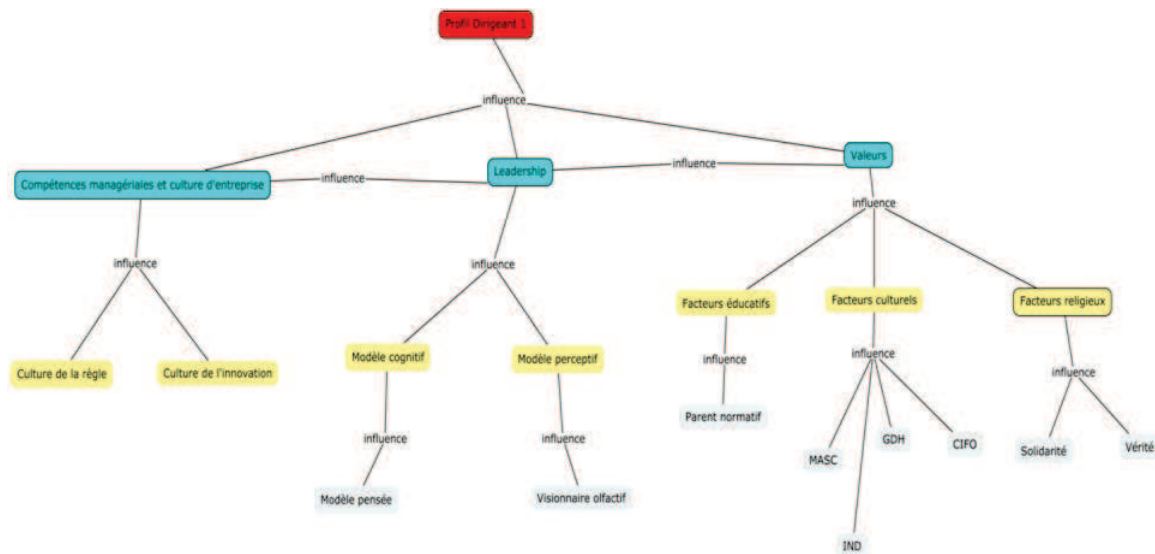 Profil Dirigeant 1
influence
Valeurs
influence
Leadership
influence
Compétences managériales et culture d'entreprise
influence
influence
influence
Facteurs éducatifs
Facteurs culturels
Facteurs religieux
Modèle cognitif
Modèle perceptif
influence
influence
influence
Culture de la règle
Culture de l'innovation
Parent normatif
influence
influence
GDH
CIFO
Vérité
MASC
Solidarité
Modèle pensée
Visionnaire olfactif
IND